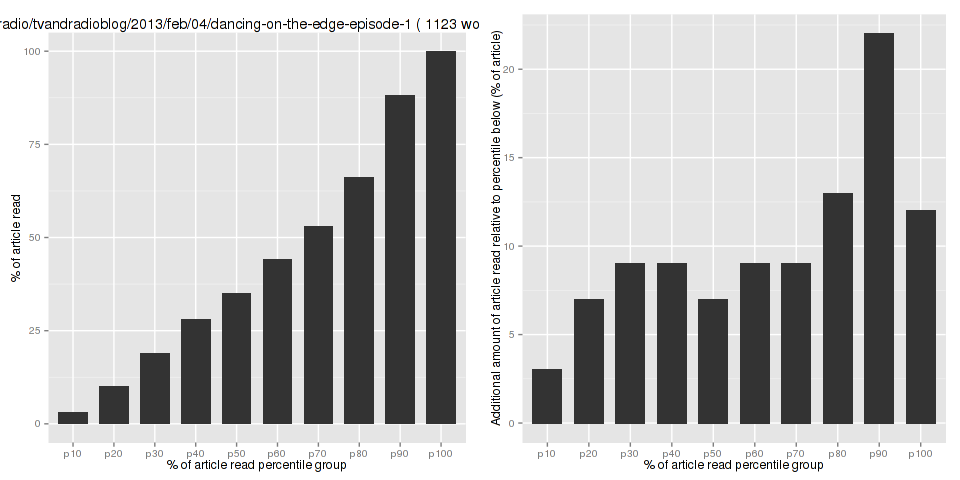 radio/tvandradioblog/2013/feb/04/dancing-on-the-edge-episode-1 ( 1123 wo
% of article read
100
75
50
25
0
p10 p20 p30 p40 p50 p60 p70 p80 p90 p100
% of article read percentile group
Additional amount of article read relative to percentile below (% of article)
20
15
10
5
0
p10 p20 p30 p40 p50 p60 p70 p80 p90 p100
% of article read percentile group